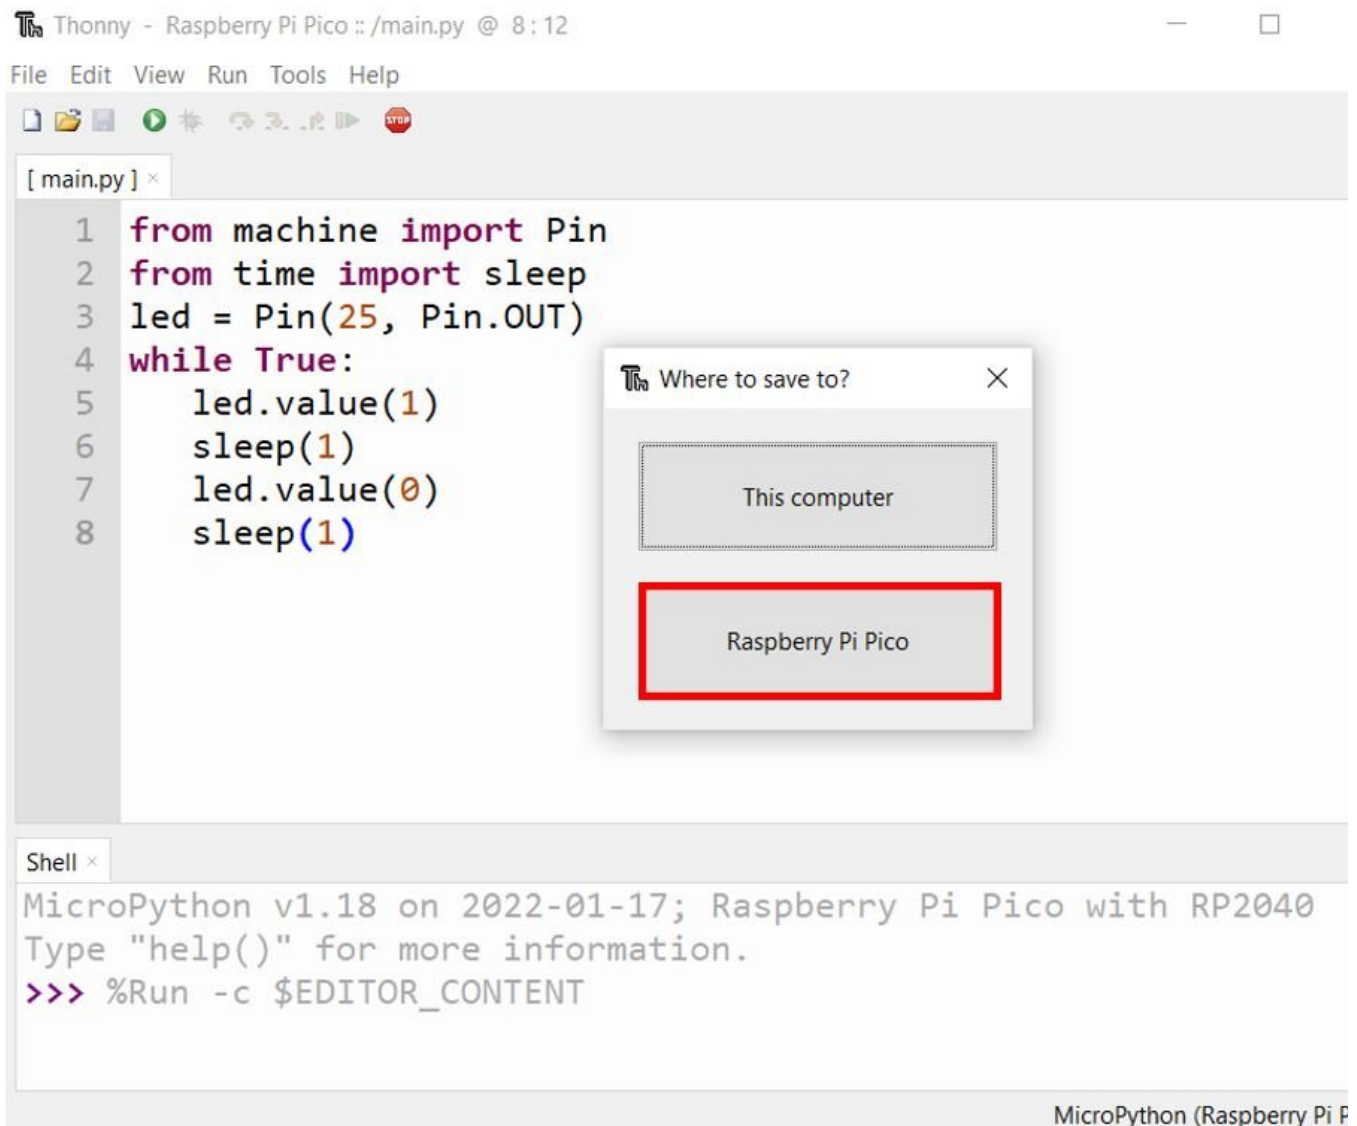 Thonny - Raspberry Pi Pico :: /main.py @ 8 : 12
File Edit View Run Tools Help
STOP
[ main.py ] ×
1 from machine import Pin
2 from time import sleep
3 led = Pin(25, Pin.OUT)
4 while True:
5    led.value(1)
6    sleep(1)
7    led.value(0)
8    sleep(1)
Where to save to?
This computer
Raspberry Pi Pico
Shell ×
MicroPython v1.18 on 2022-01-17; Raspberry Pi Pico with RP2040
Type "help()" for more information.
>>> %Run -c $EDITOR_CONTENT
MicroPython (Raspberry Pi